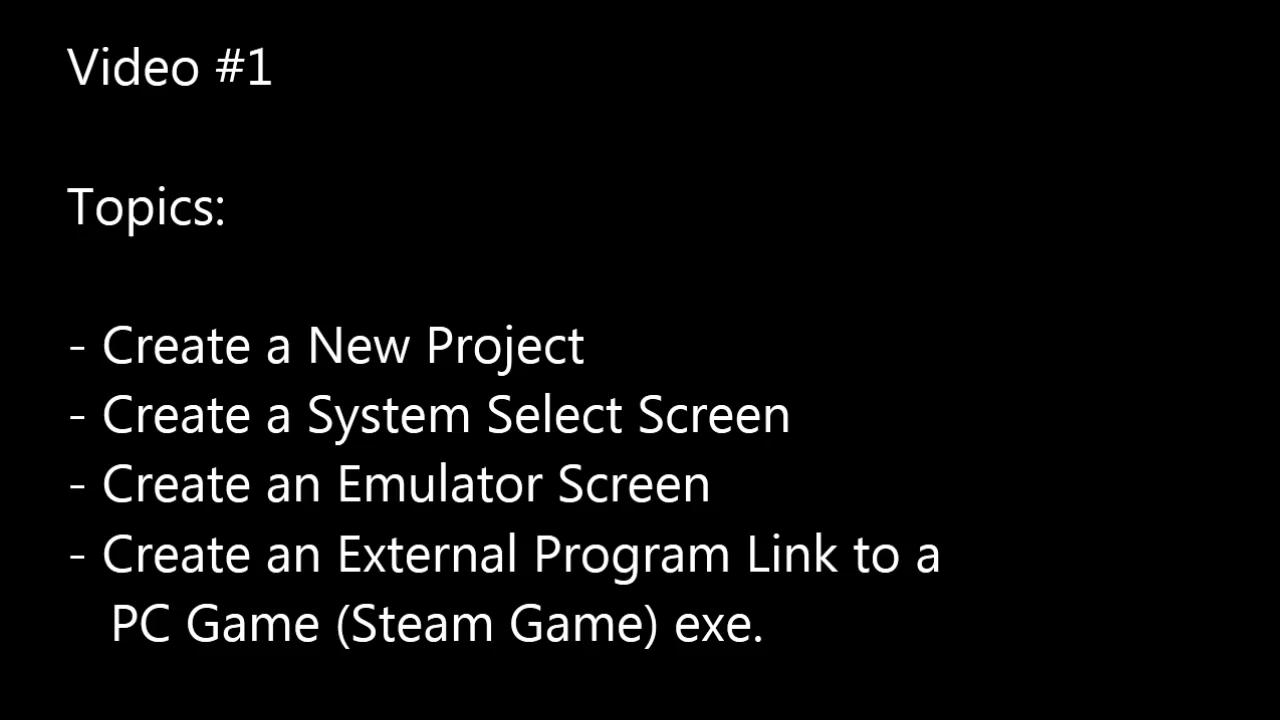 Video #1
Topics:
- Create a New Project
- Create a System Select Screen
- Create an Emulator Screen
- Create an External Program Link to a
PC Game (Steam Game) exe.